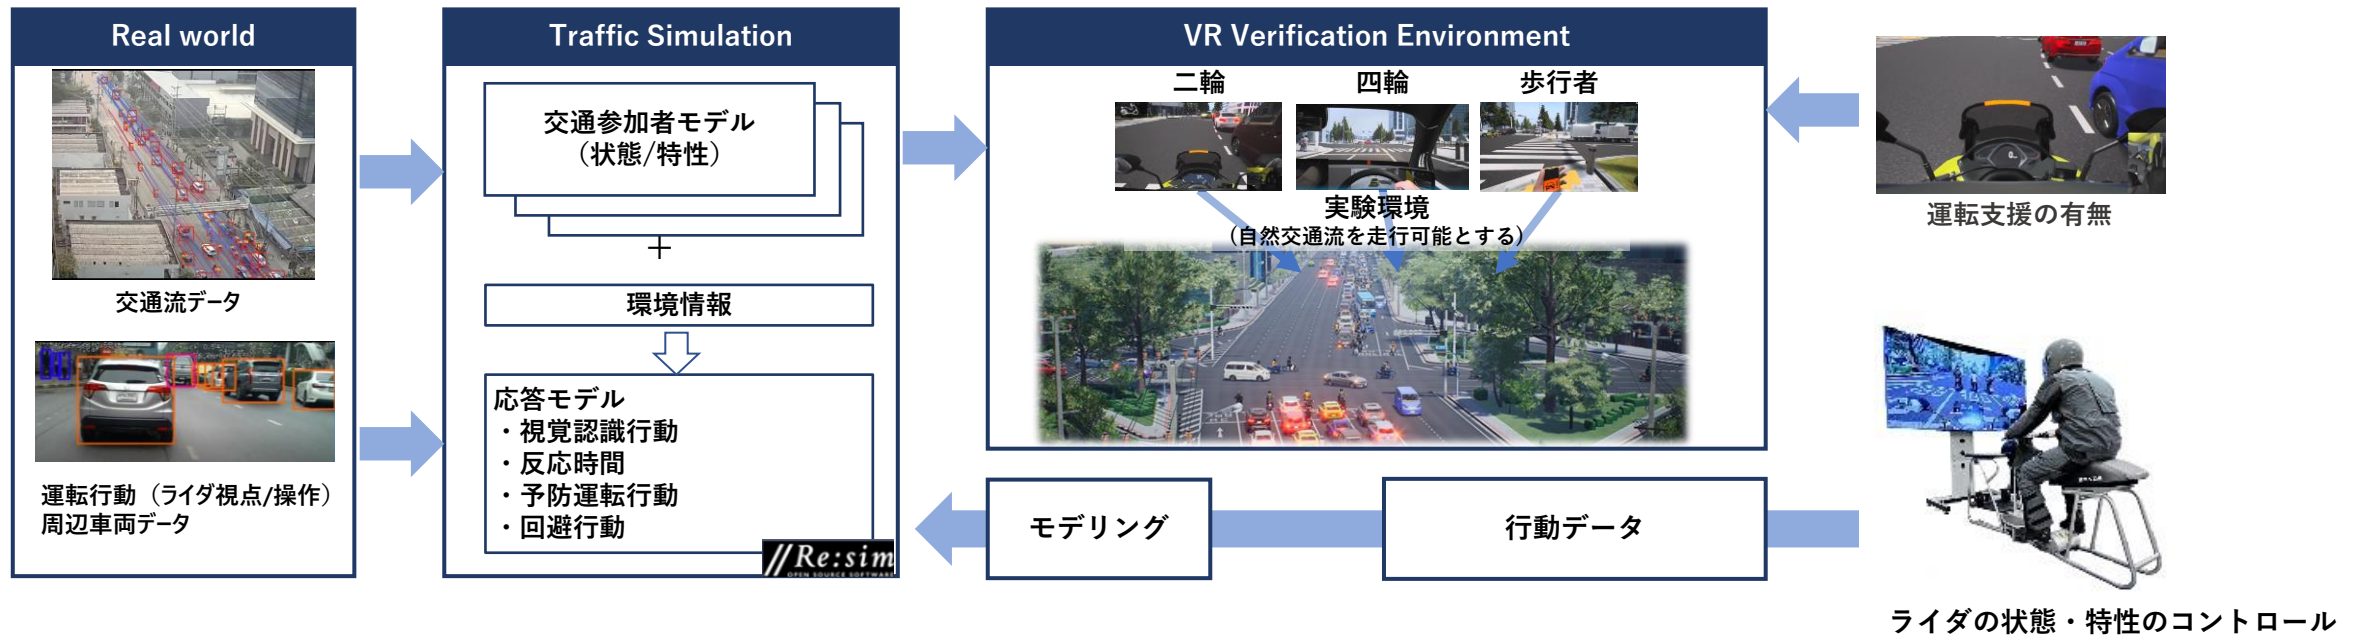 Real world
交通流データ
運転行動（ライダ視点/操作）
周辺車両データ
Traffic Simulation
交通参加者モデル
（状態/特性）
＋
環境情報
応答モデル
・視覚認識行動
・反応時間
・予防運転行動
・回避行動
//Re:sim
OPEN SOURCE SOFTWARE
VR Verification Environment
二輪
四輪
歩行者
実験環境
（自然交通流を走行可能とする）
モデリング
行動データ
運転支援の有無
ライダの状態・特性のコントロール